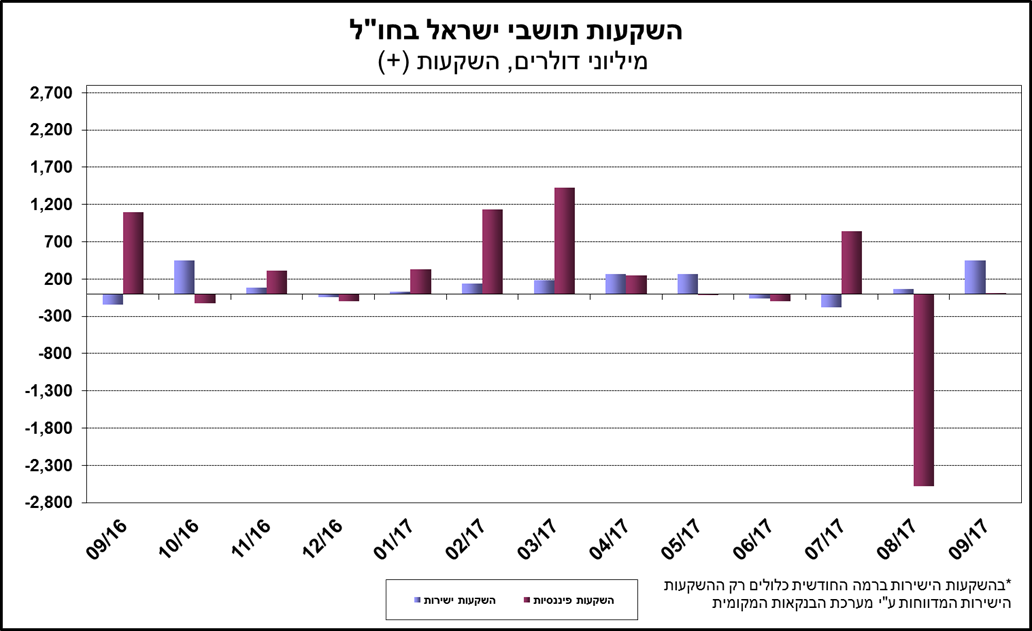 השקעות תושבי ישראל בחו"ל
מיליוני דולרים, השקעות (+)
2,700
2,200
1,700
1,200
700
200
-300
-800
-1,300
-1,800
-2,300
-2,800
09/16 10/16 11/16 12/16 01/17 02/17 03/17 04/17 05/17 06/17 07/17 08/17 09/17
השקעות פיננסיות השקעות ישירות
*בהשקעות הישירות ברמה החודשית כלולים רק ההשקעות
הישירות המדווחות ע"י מערכת הבנקאות המקומית